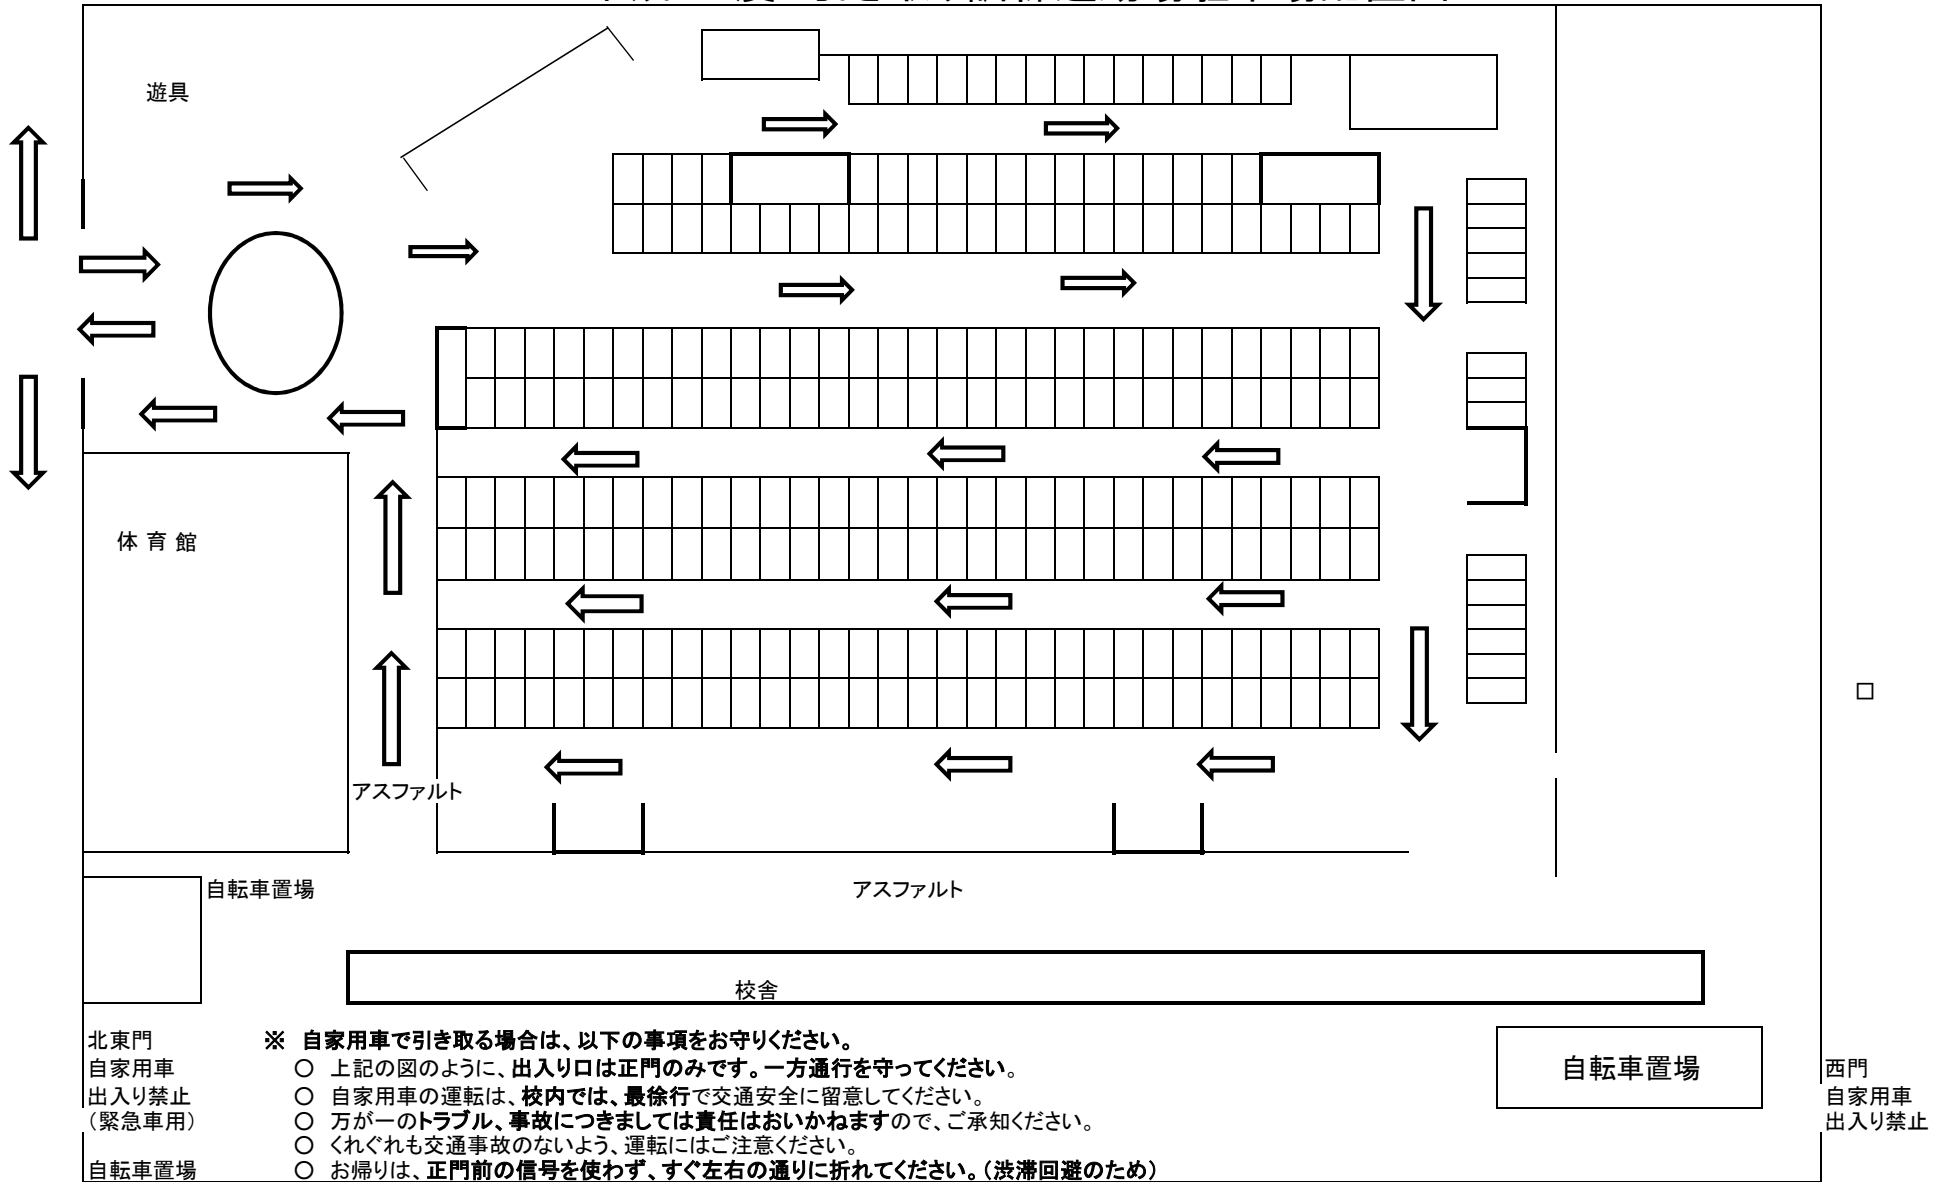 遊具
体育館
アスファルト
自転車置場
アスファルト
校舎
北東門
自家用車
出入り禁止
（緊急車用）
自転車置場
※ 自家用車で引き取る場合は、以下の事項をお守りください。
○ 上記の図のように、出入り口は正門のみです。一方通行を守ってください。
○ 自家用車の運転は、校内では、最徐行で交通安全に留意してください。
○ 万が一のトラブル、事故につきましては責任はおいかねますので、ご承知ください。
○ くれぐれも交通事故のないよう、運転にはご注意ください。
○ お帰りは、正門前の信号を使わず、すぐ左右の通りに折れてください。（渋滞回避のため）
自転車置場
西門
自家用車
出入り禁止